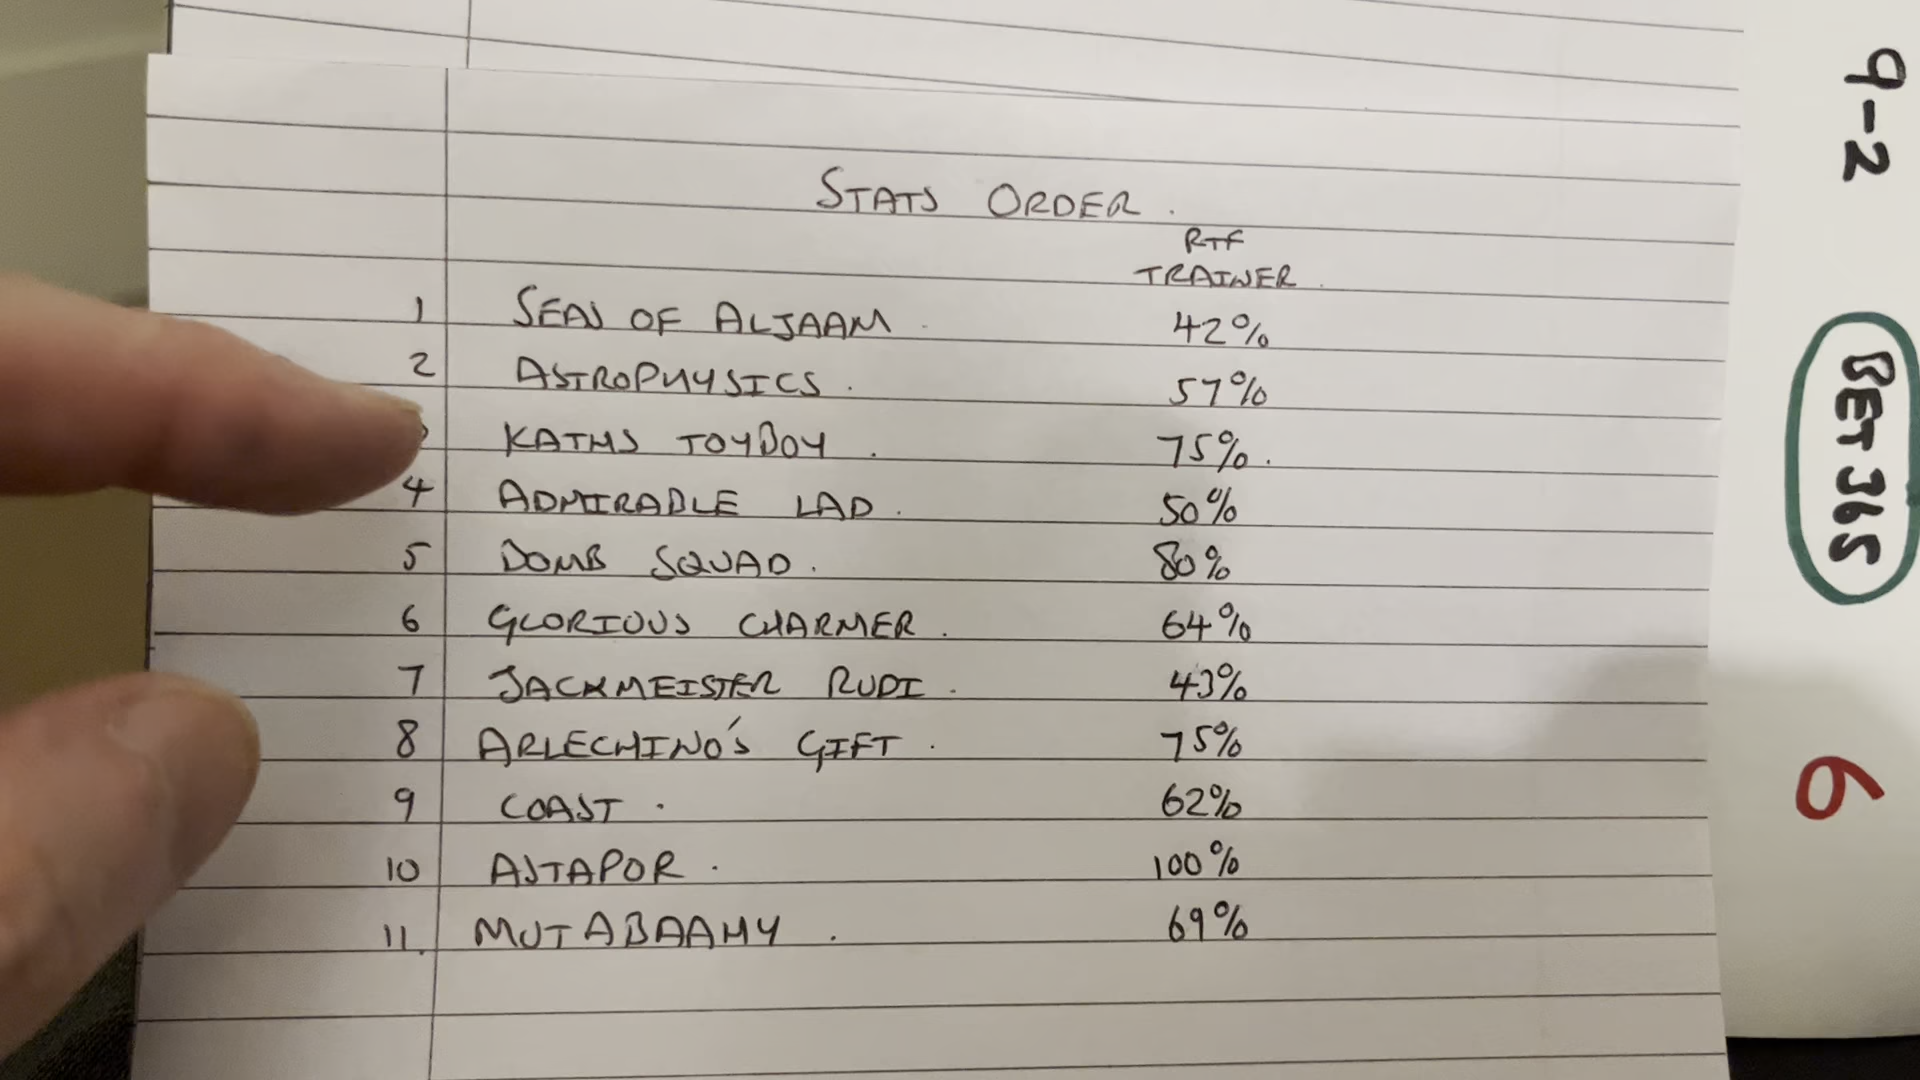 STATS ORDER.
RTF
TRAINER.
1 SEAS OF ALJAAM. 42%
2 ASTROPHYSICS. 57%
KATHS TOYBOY. 75%.
4 ADMIRABLE LAD. 50%
5 BOMB SQUAD. 80%
6 GLORIOUS CHARMER. 64%
7 JACKMEISTER RUDI. 43%
8 ARLECHINO'S GIFT. 75%
9 COAST. 62%
10 ASTAPOR. 100%
11. MUTABAAHY. 69%
9-2
BET 365
6